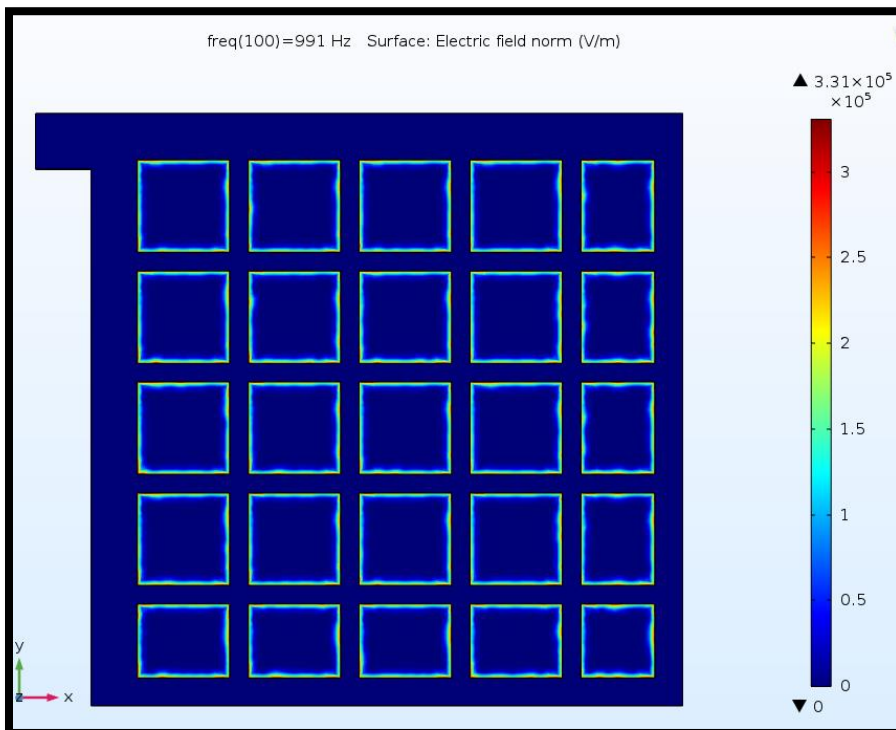 freq(100)=991 Hz   Surface: Electric field norm (V/m)
▲ 3.31×10⁵
×10⁵
3
2.5
2
1.5
1
0.5
0
▼ 0
y
z
x